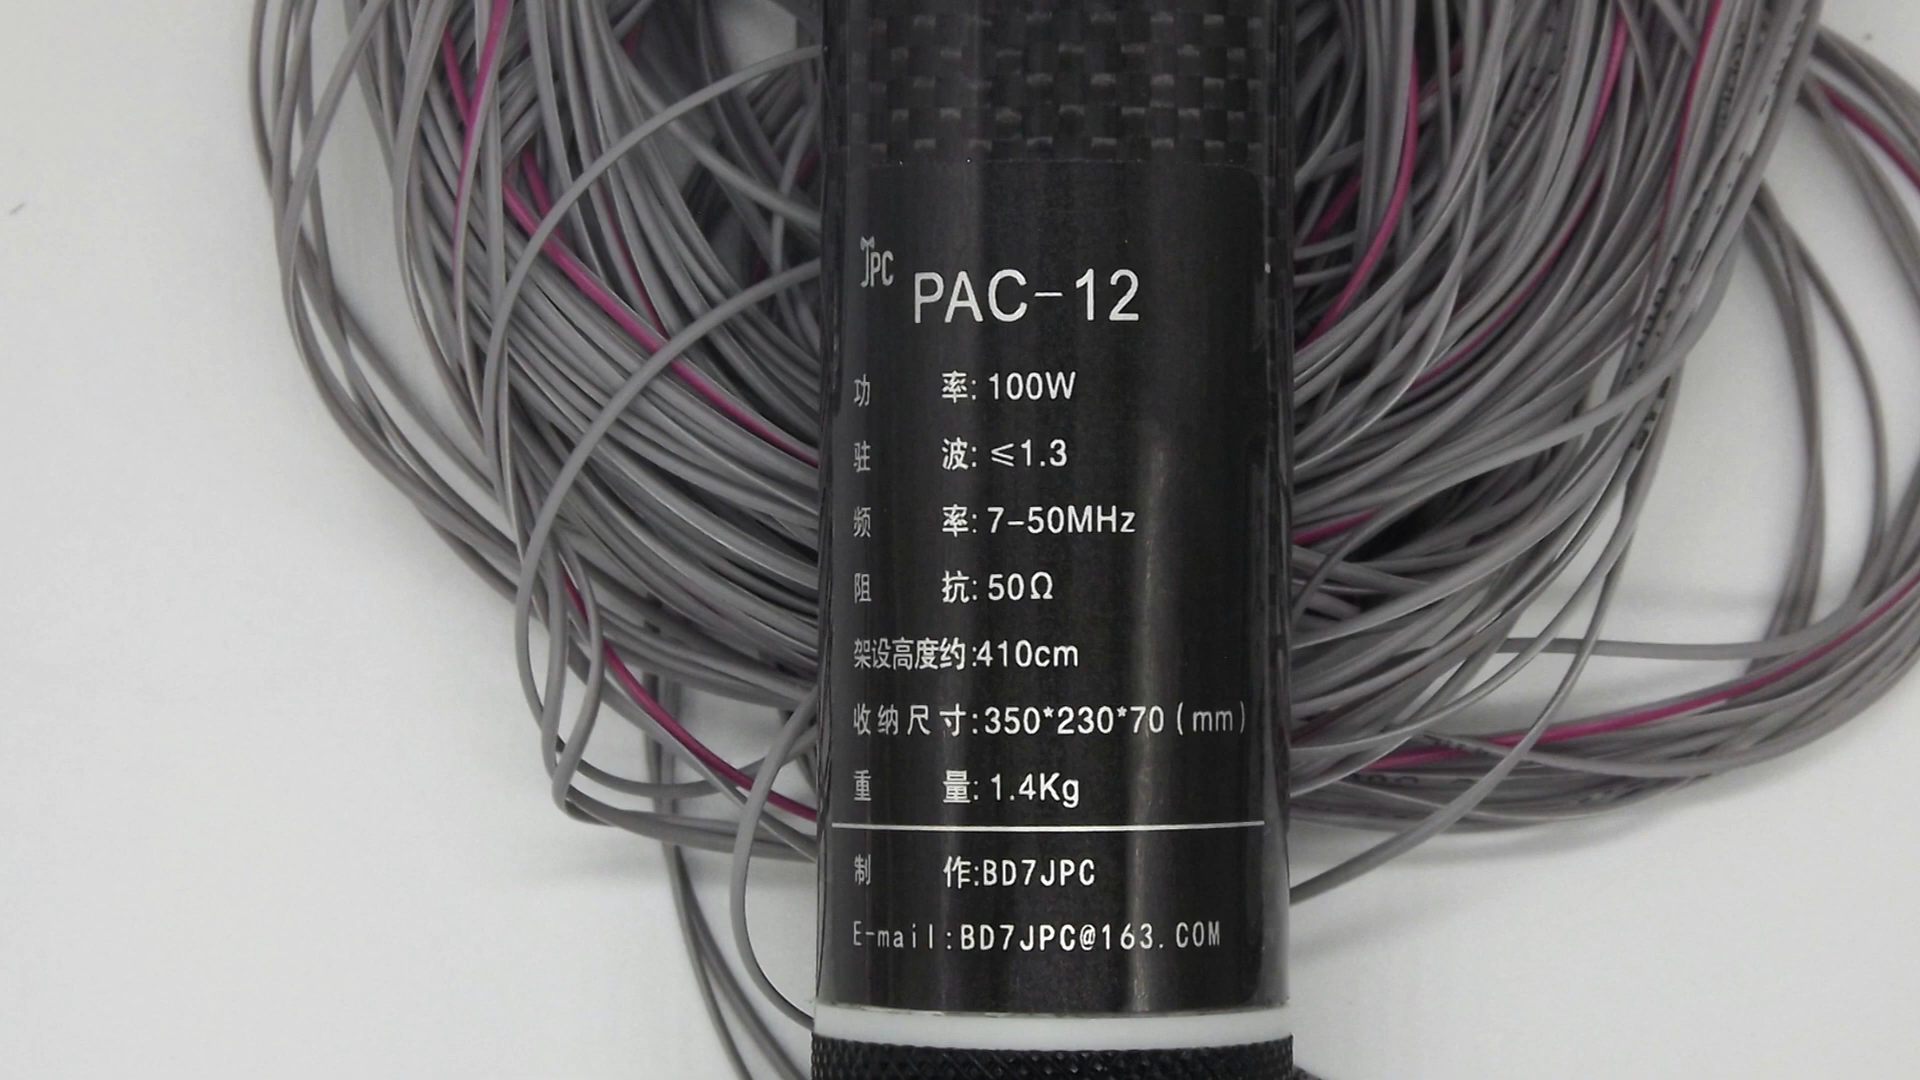 JPC PAC-12
功率: 100W
驻波: ≤1.3
频率: 7-50MHz
阻抗: 50Ω
架设高度约:410cm
收纳尺寸:350*230*70(mm)
重量: 1.4Kg
制作:BD7JPC
E-mail:BD7JPC@163.COM